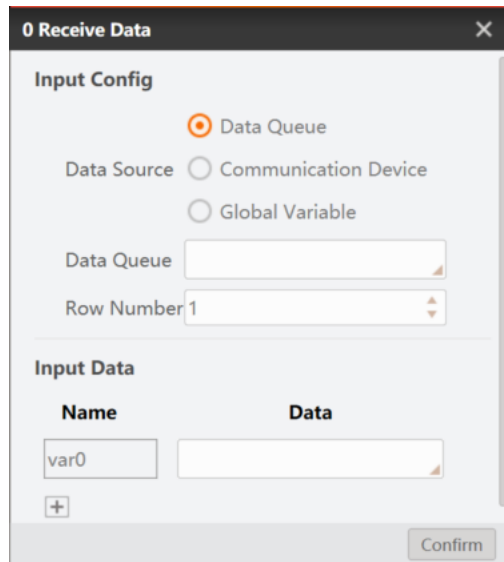 0 Receive Data
Input Config
Data Queue
Data Source Communication Device
Global Variable
Data Queue
Row Number 1
Input Data
Name Data
var0
Confirm